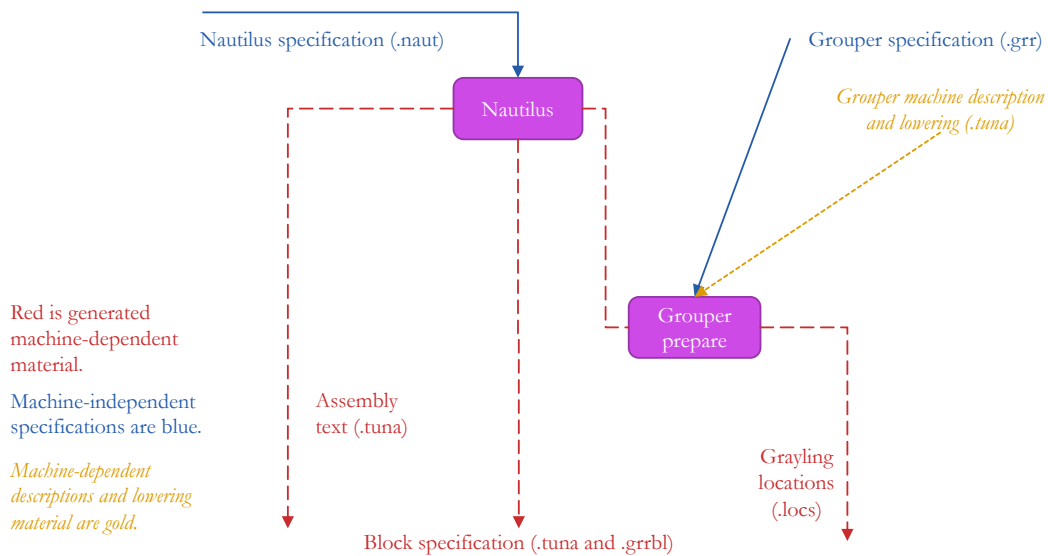 Nautilus specification (.naut)
Grouper specification (.grr)
Grouper machine description
and lowering (.tuna)
Nautilus
Grouper
prepare
Red is generated
machine-dependent
material.
Machine-independent
specifications are blue.
Machine-dependent
descriptions and lowering
material are gold.
Assembly
text (.tuna)
Grayling
locations
(.locs)
Block specification (.tuna and .grrbl)